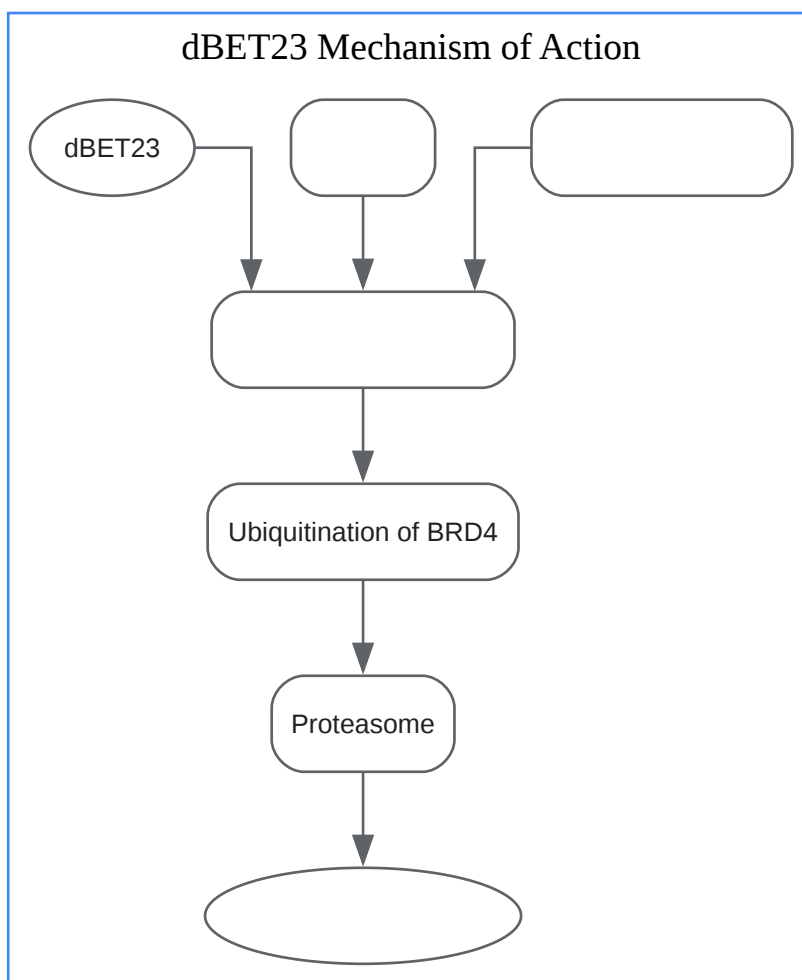 dBET23 Mechanism of Action
dBET23
Ubiquitination of BRD4
Proteasome